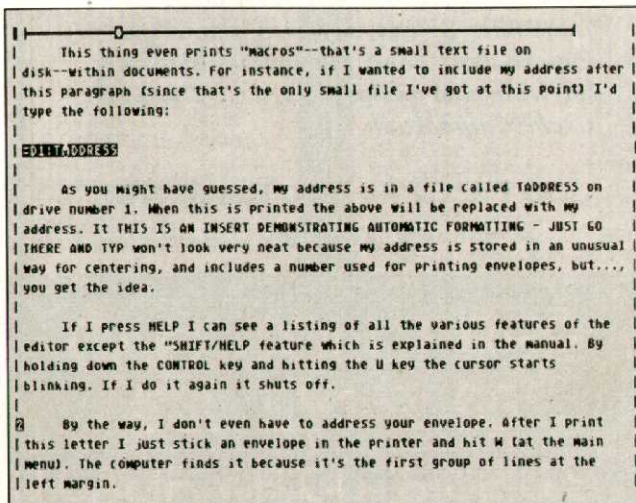 This thing even prints "macros"--that's a small text file on
disk--within documents. For instance, if I wanted to include my address after
this paragraph (since that's the only small file I've got at this point) I'd
type the following:
=D1:TADDRESS
As you might have guessed, my address is in a file called TADDRESS on
drive number 1. When this is printed the above will be replaced with my
address. It THIS IS AN INSERT DEMONSTRATING AUTOMATIC FORMATTING - JUST GO
THERE AND TYP won't look very neat because my address is stored in an unusual
way for centering, and includes a number used for printing envelopes, but...,
you get the idea.
If I press HELP I can see a listing of all the various features of the
editor except the "SHIFT/HELP feature which is explained in the manual. By
holding down the CONTROL key and hitting the U key the cursor starts
blinking. If I do it again it shuts off.
2 By the way, I don't even have to address your envelope. After I print
this letter I just stick an envelope in the printer and hit W (at the main
menu). The computer finds it because it's the first group of lines at the
left margin.